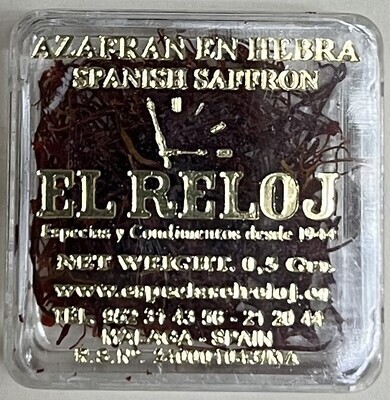 AZAFRAN EN HEBRA
SPANISH SAFFRON
EL RELOJ
Especias y Condimentos desde 1944
NET WEIGHT. 0,5 Grs.
www.especiaselreloj.es
TEL. 952 31 43 56 - 21 20 44
MALAGA - SPAIN
R.S.Nº.